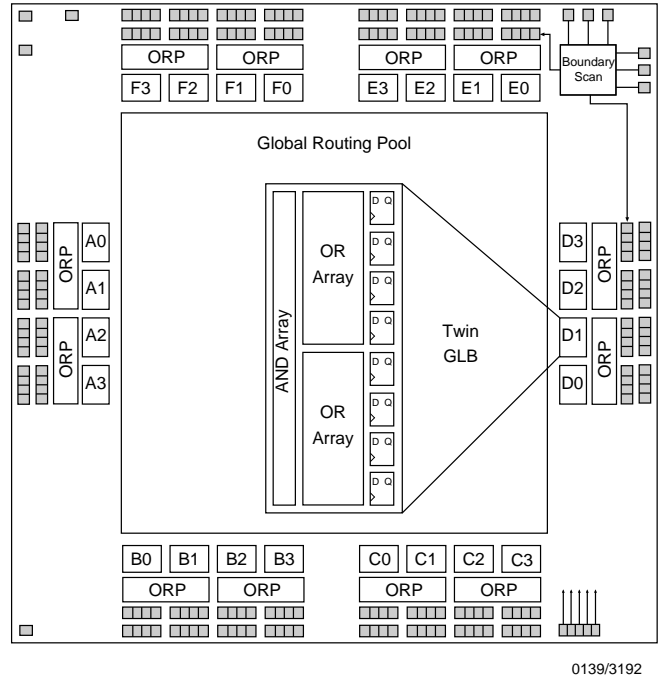 ORP ORP ORP ORP
Boundary
Scan
F3 F2 F1 F0 E3 E2 E1 E0
Global Routing Pool
D Q
OR
Array
D Q
D Q
D Q
AND Array
Twin
GLB
D Q
OR
Array
D Q
D Q
D Q
A0
ORP
A1
A2
ORP
A3
D3
ORP
D2
D1
ORP
D0
B0 B1 B2 B3 C0 C1 C2 C3
ORP ORP ORP ORP
0139/3192